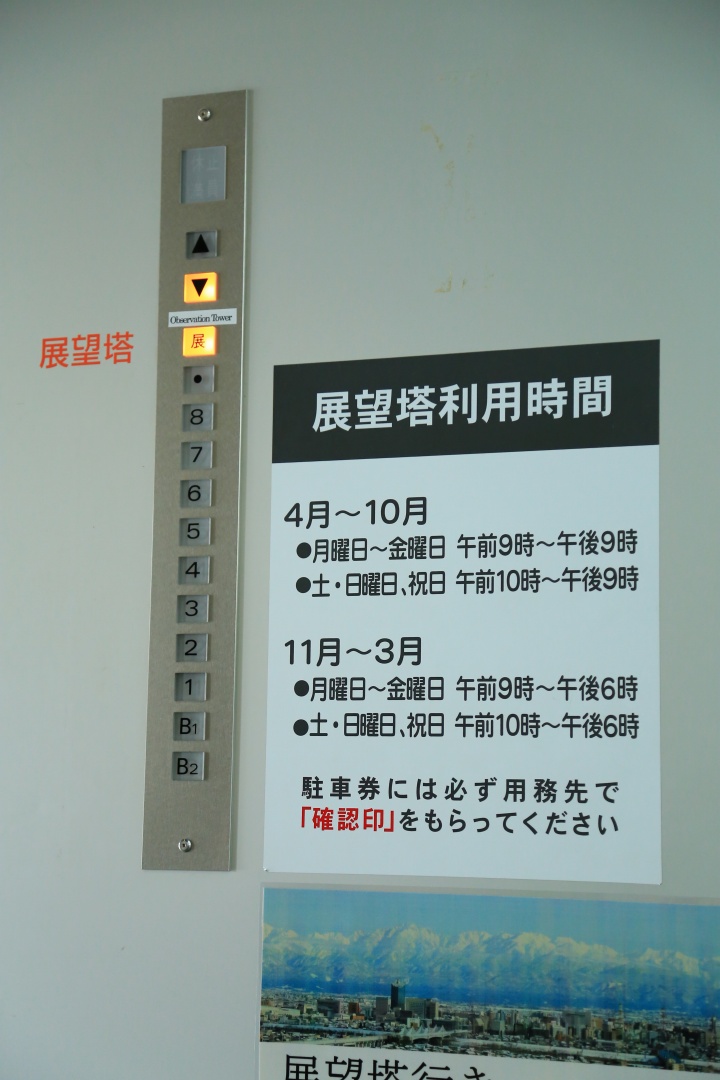 ▲
▼
Observation Tower
展
展望塔
•
8
7
6
5
4
3
2
1
B1
B2
展望塔利用時間
4月～10月
●月曜日～金曜日 午前9時～午後9時
●土・日曜日、祝日 午前10時～午後9時
11月～3月
●月曜日～金曜日 午前9時～午後6時
●土・日曜日、祝日 午前10時～午後6時
駐車券には必ず用務先で
「確認印」をもらってください
展望塔行き